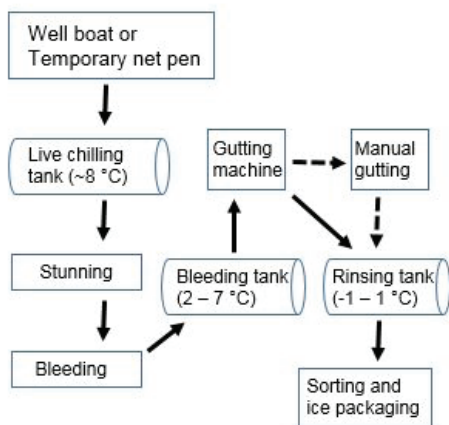 Well boat or
Temporary net pen
Live chilling
tank (~8 °C)
Stunning
Bleeding
Bleeding tank
(2 – 7 °C)
Gutting
machine
Manual
gutting
Rinsing tank
(-1 – 1 °C)
Sorting and
ice packaging